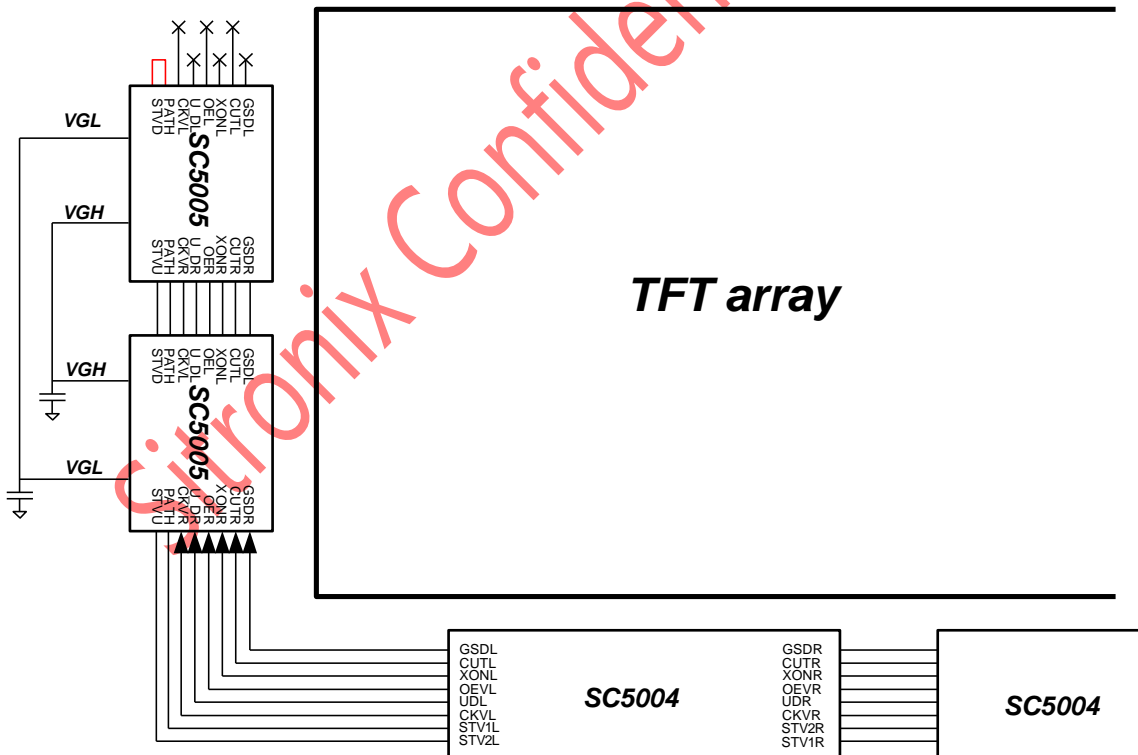 Sitronix Confiden
VGL
VGH
VGH
VGL
STVD
PATH
CKVL
U_DL
OEL
XONL
CUTL
GSDL
SC5005
STVU
PATH
CKVR
U_DR
OER
XONR
CUTR
GSDR
STVD
PATH
CKVL
U_DL
OEL
XONL
CUTL
GSDL
SC5005
STVU
PATH
CKVR
U_DR
OER
XONR
CUTR
GSDR
TFT array
GSDL
CUTL
XONL
OEVL
UDL
CKVL
STV1L
STV2L
SC5004
GSDR
CUTR
XONR
OEVR
UDR
CKVR
STV2R
STV1R
SC5004